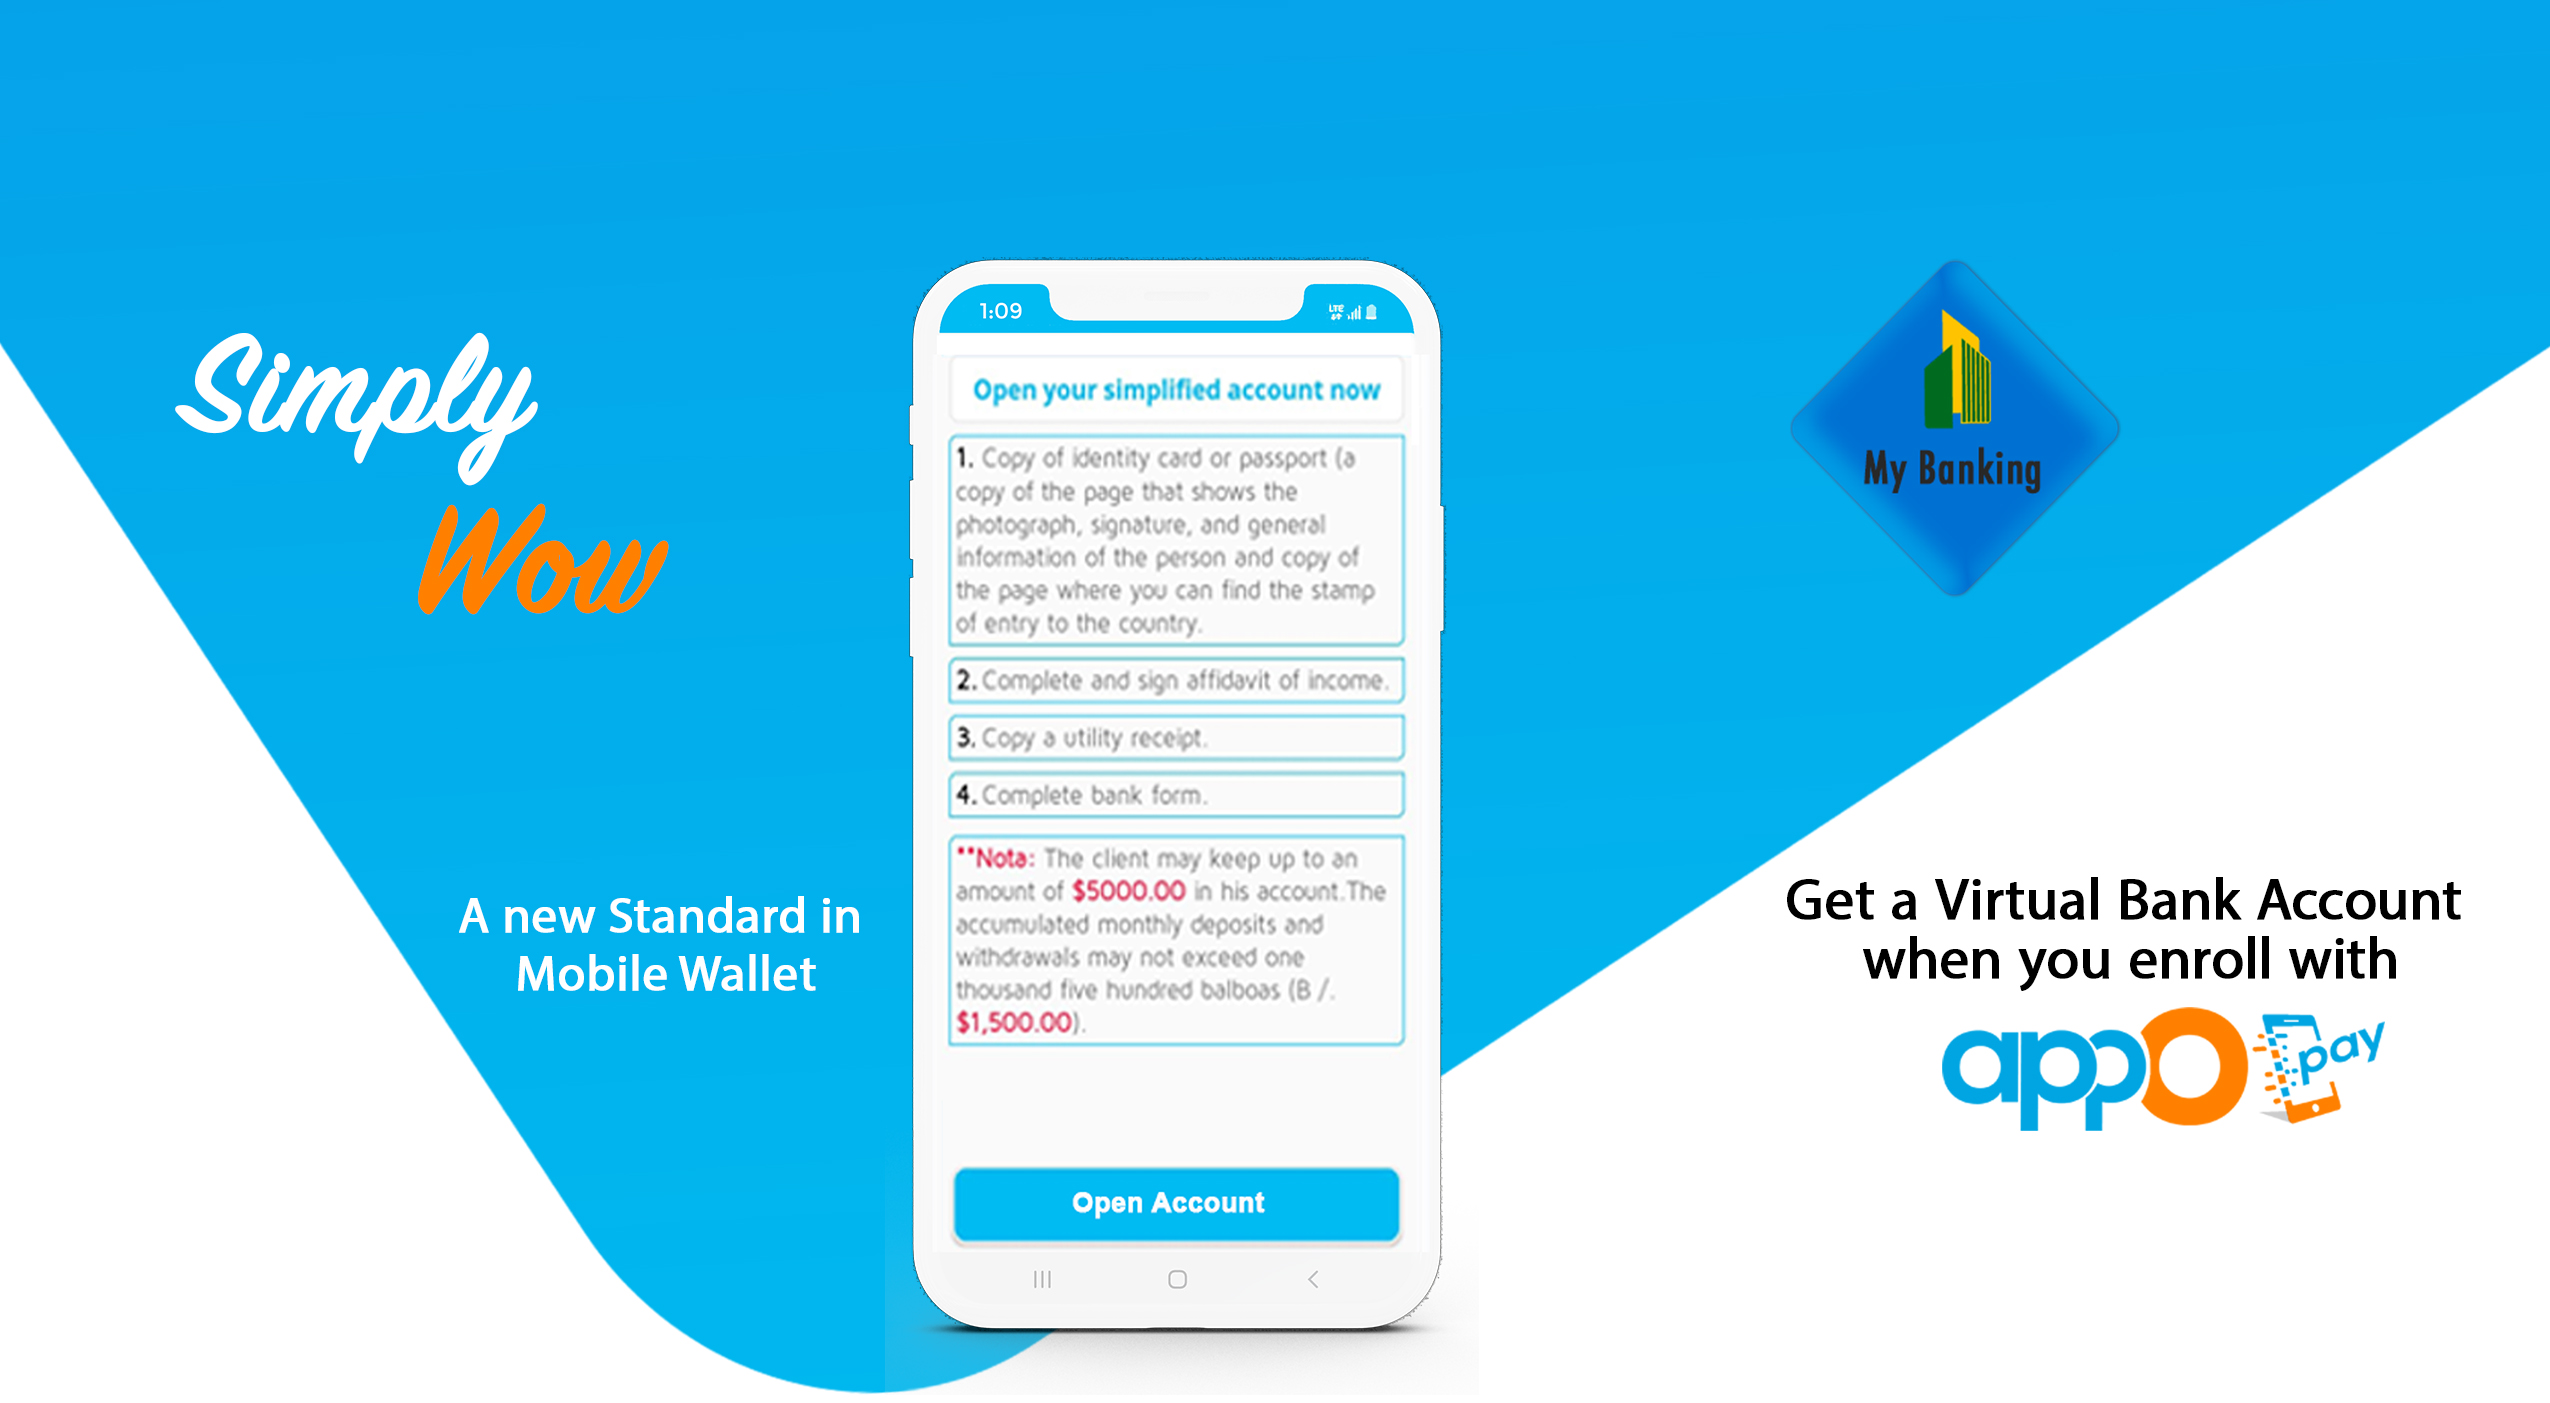 Simply
Wow
A new Standard in
Mobile Wallet
1:09
LTE
Open your simplified account now
1. Copy of identity card or passport (a
copy of the page that shows the
photograph, signature, and general
information of the person and copy of
the page where you can find the stamp
of entry to the country.
2. Complete and sign affidavit of income.
3. Copy a utility receipt.
4. Complete bank form.
**Nota: The client may keep up to an
amount of $5000.00 in his account.The
accumulated monthly deposits and
withdrawals may not exceed one
thousand five hundred balboas (B /.
$1,500.00).
Open Account
My Banking
Get a Virtual Bank Account
when you enroll with
appO pay